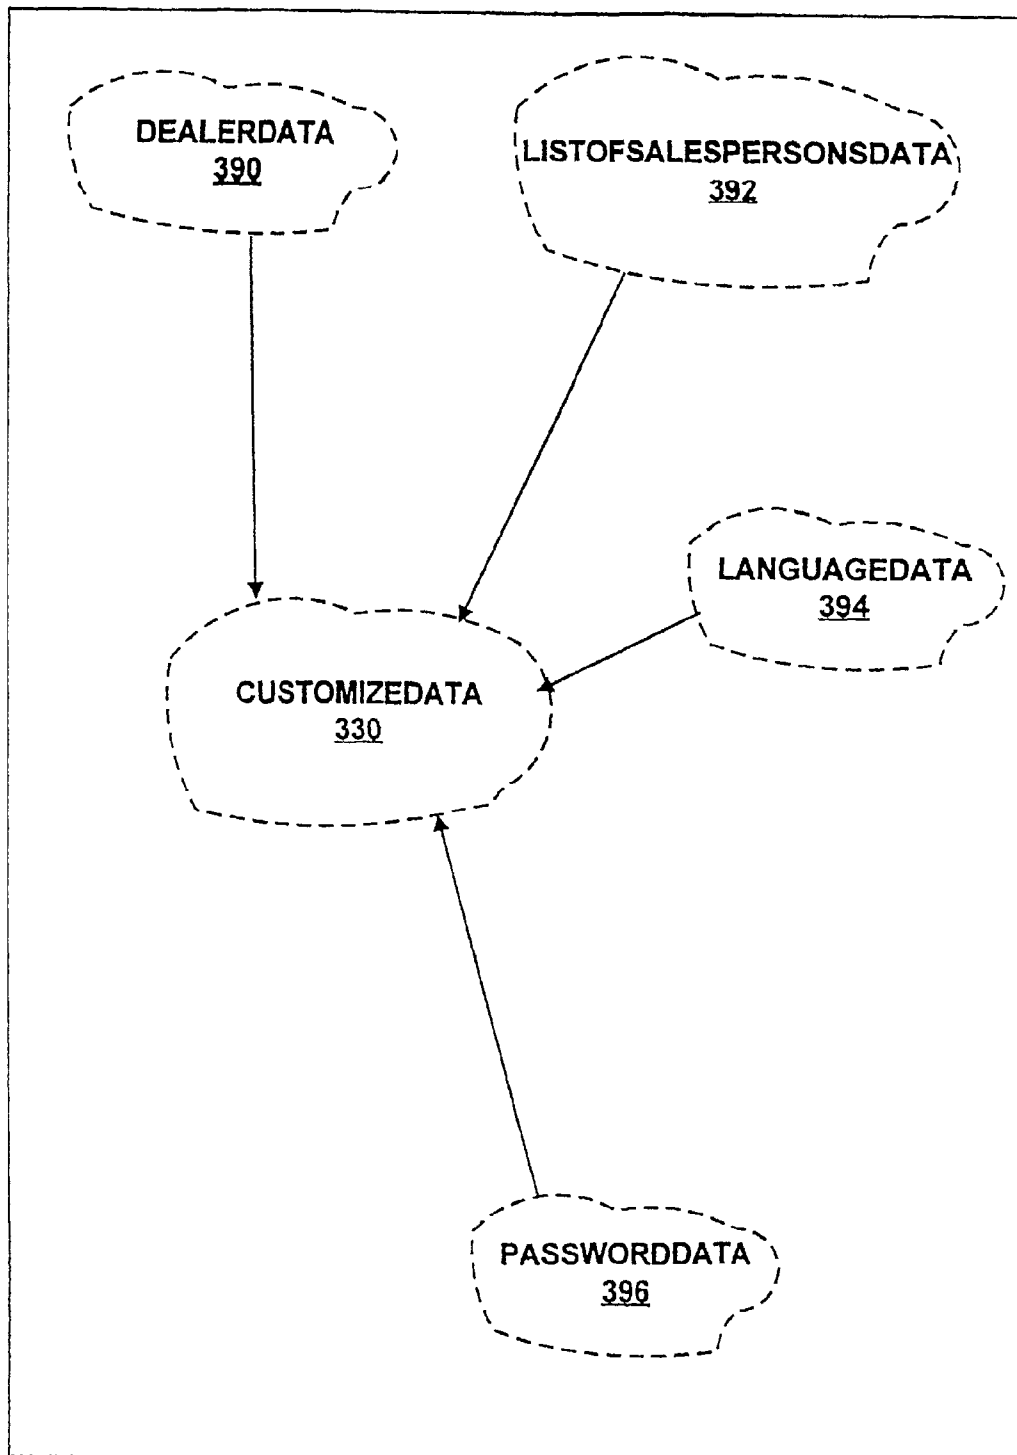 DEALERDATA
390
LISTOFSALESPERSONSDATA
392
LANGUAGEDATA
394
CUSTOMIZEDATA
330
PASSWORDDATA
396